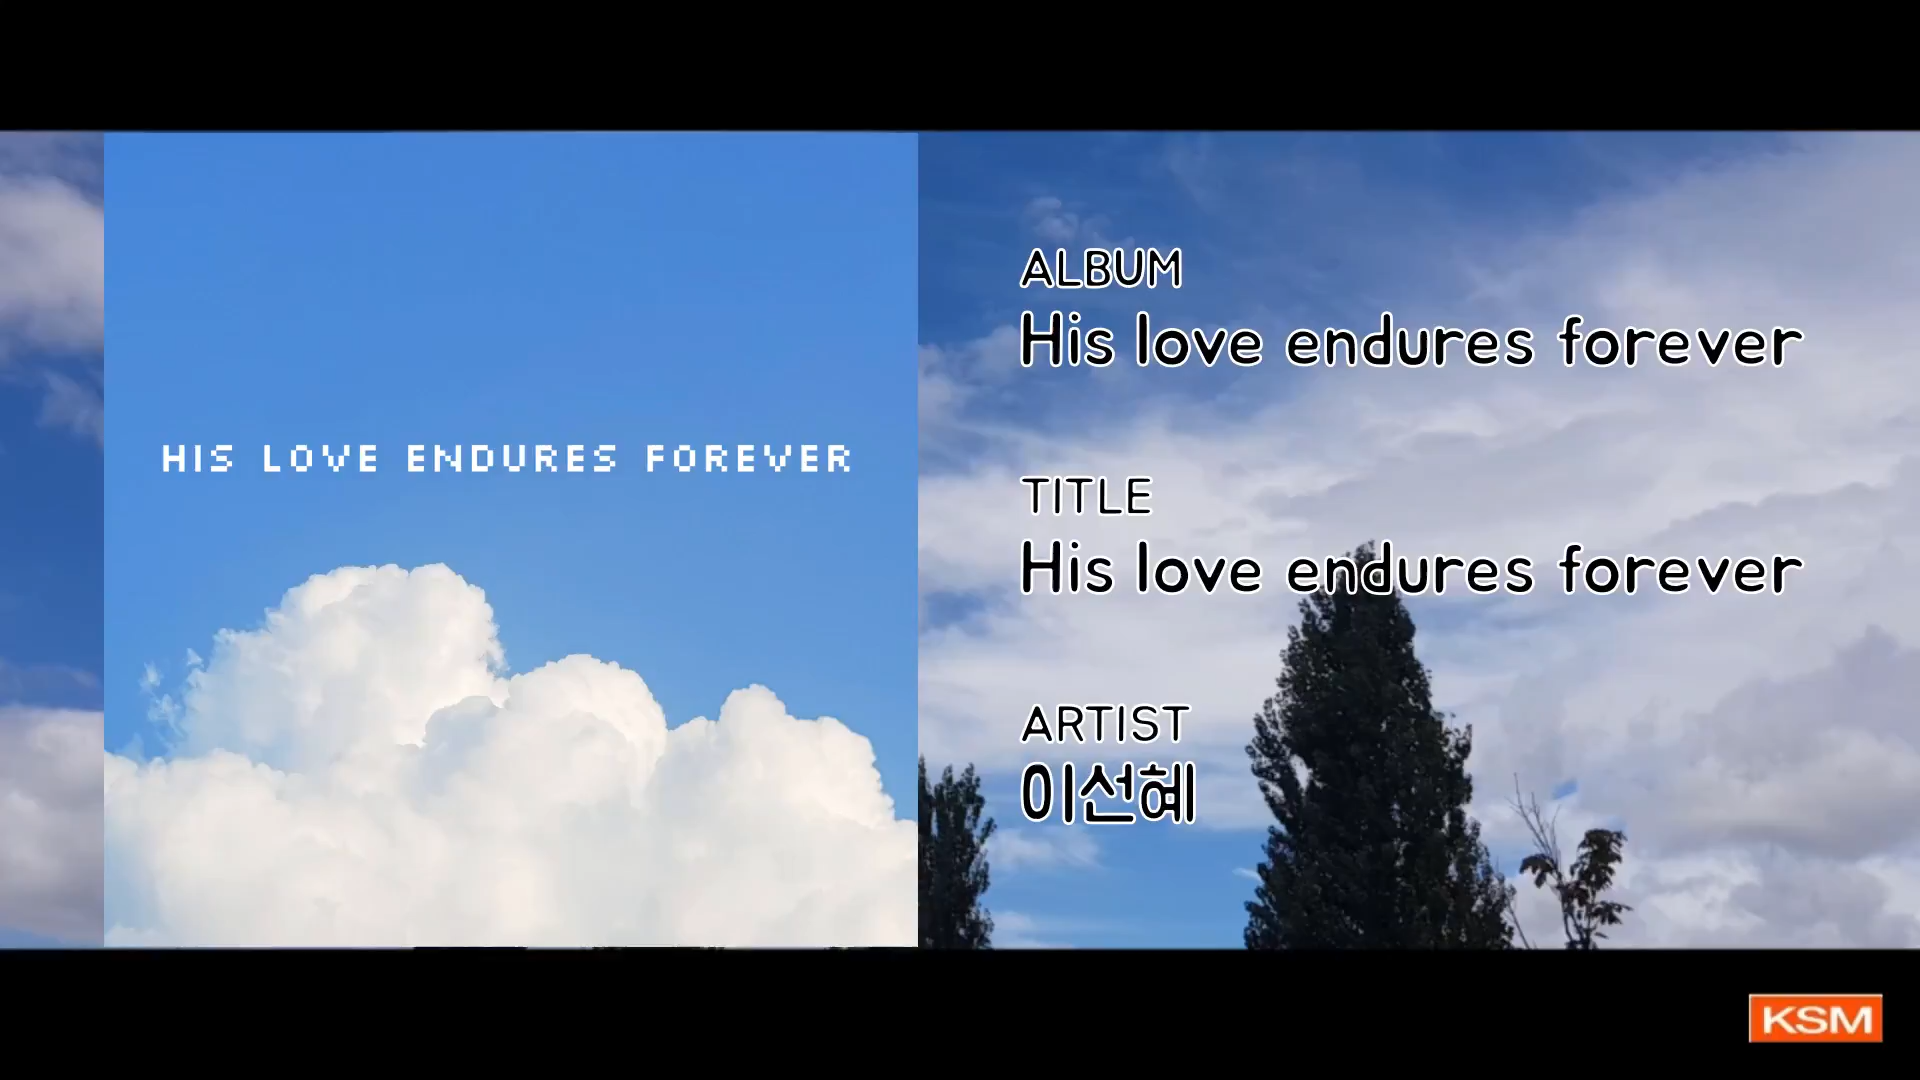 HIS LOVE ENDURES FOREVER
ALBUM
His love endures forever
TITLE
His love endures forever
ARTIST
이선혜
KSM